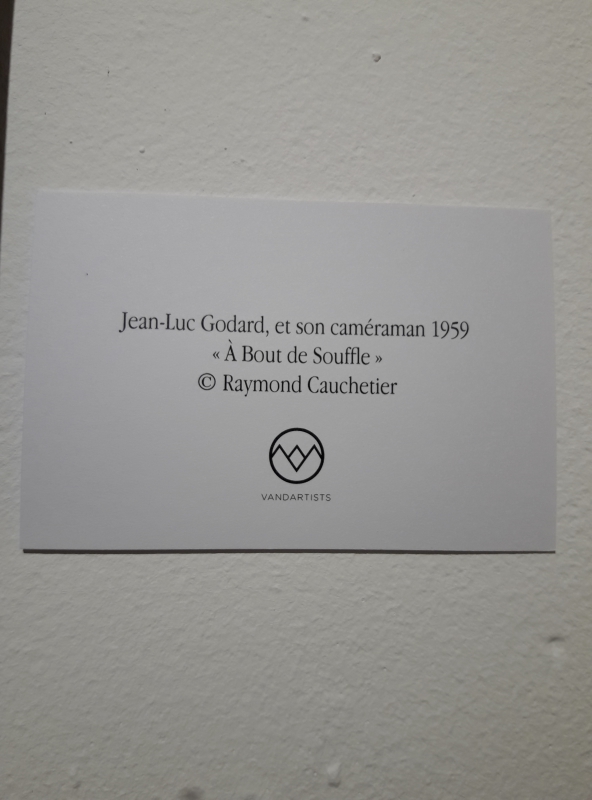 Jean-Luc Godard, et son caméraman 1959
« À Bout de Souffle »
© Raymond Cauchetier
VANDARTISTS